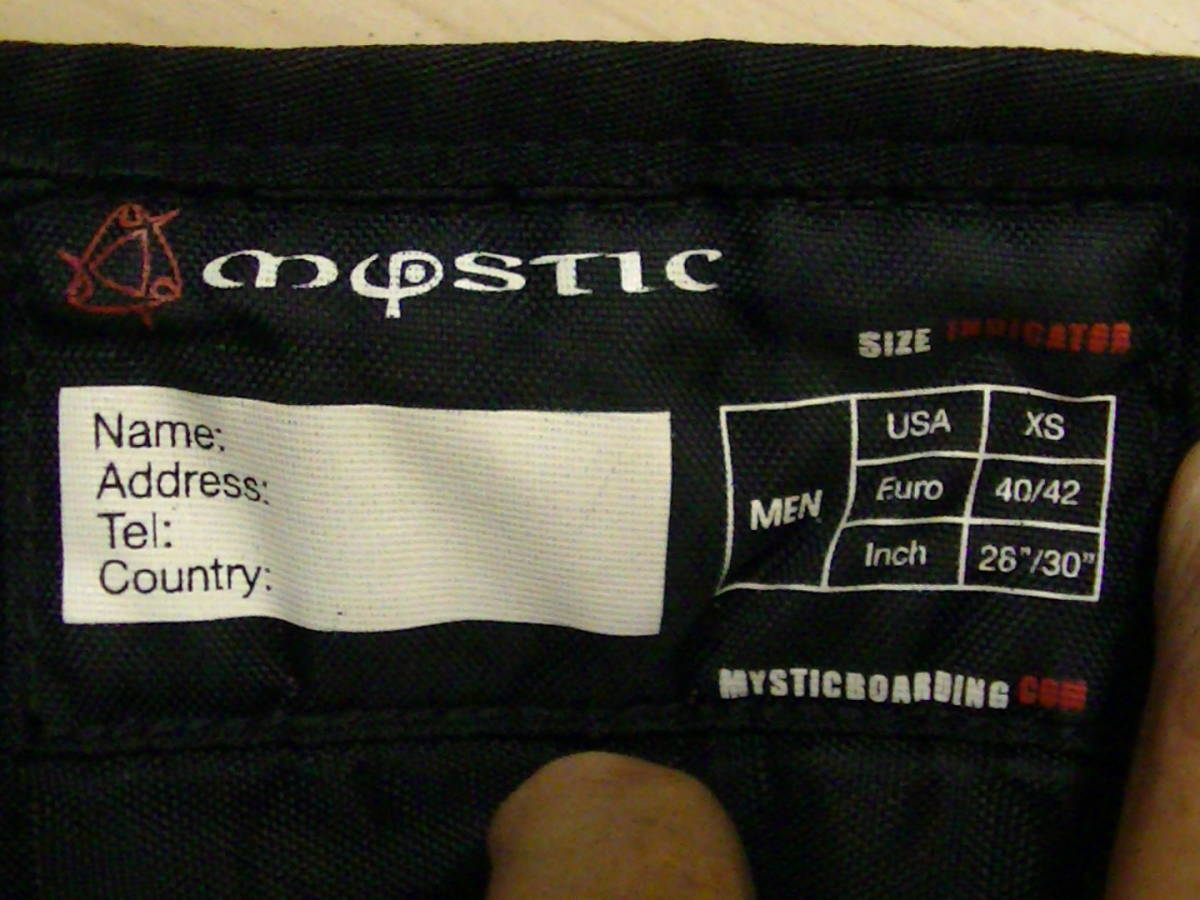 mystic
SIZE INDICATOR
Name:
Address:
Tel:
Country:
MEN
USA XS
Euro 40/42
Inch 26"/30"
MYSTICBOARDING COM